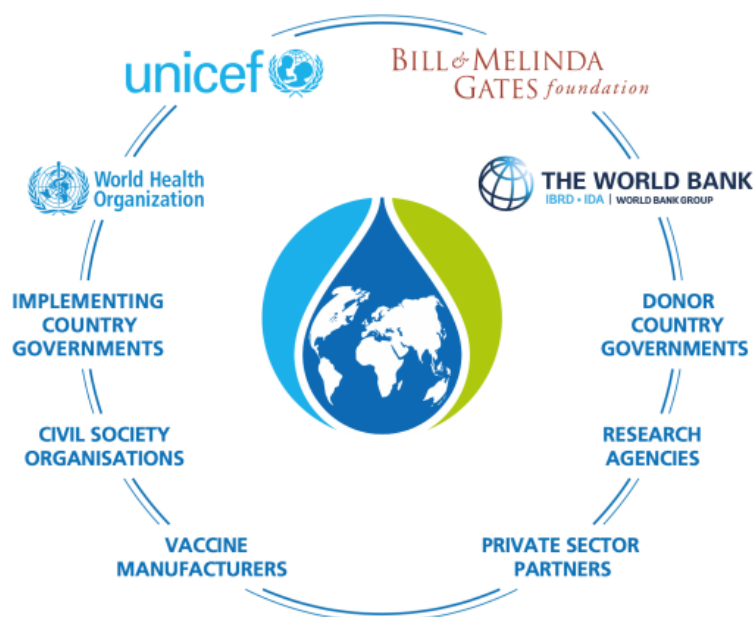 unicef
BILL & MELINDA
GATES foundation
World Health
Organization
THE WORLD BANK
IBRD • IDA | WORLD BANK GROUP
IMPLEMENTING
COUNTRY
GOVERNMENTS
DONOR
COUNTRY
GOVERNMENTS
CIVIL SOCIETY
ORGANISATIONS
RESEARCH
AGENCIES
VACCINE
MANUFACTURERS
PRIVATE SECTOR
PARTNERS